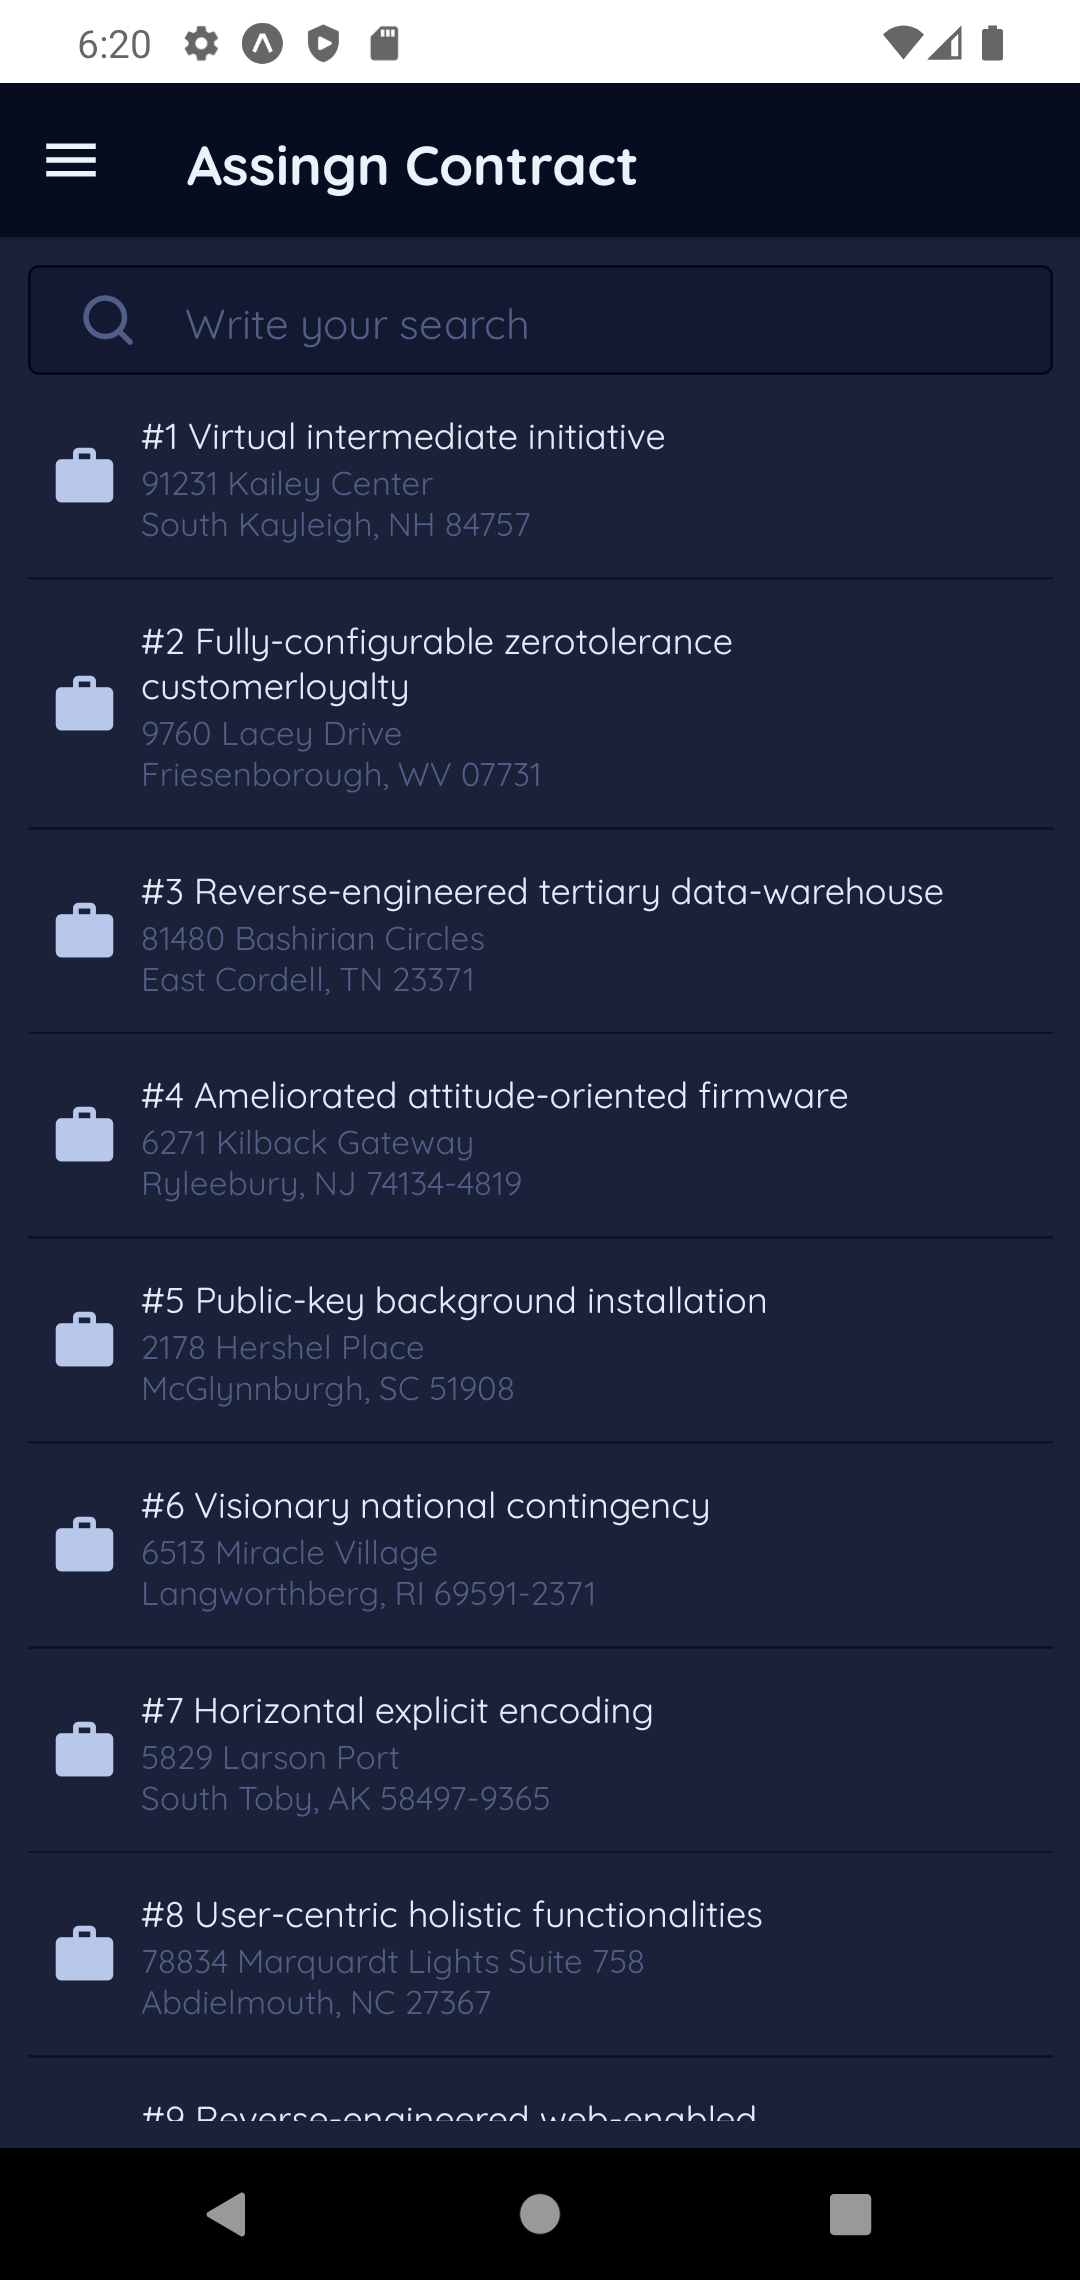 6:20
Assingn Contract
Write your search
#1 Virtual intermediate initiative
91231 Kailey Center
South Kayleigh, NH 84757
#2 Fully-configurable zerotolerance
customerloyalty
9760 Lacey Drive
Friesenborough, WV 07731
#3 Reverse-engineered tertiary data-warehouse
81480 Bashirian Circles
East Cordell, TN 23371
#4 Ameliorated attitude-oriented firmware
6271 Kilback Gateway
Ryleebury, NJ 74134-4819
#5 Public-key background installation
2178 Hershel Place
McGlynnburgh, SC 51908
#6 Visionary national contingency
6513 Miracle Village
Langworthberg, RI 69591-2371
#7 Horizontal explicit encoding
5829 Larson Port
South Toby, AK 58497-9365
#8 User-centric holistic functionalities
78834 Marquardt Lights Suite 758
Abdielmouth, NC 27367
#9 Reverse-engineered web-enabled